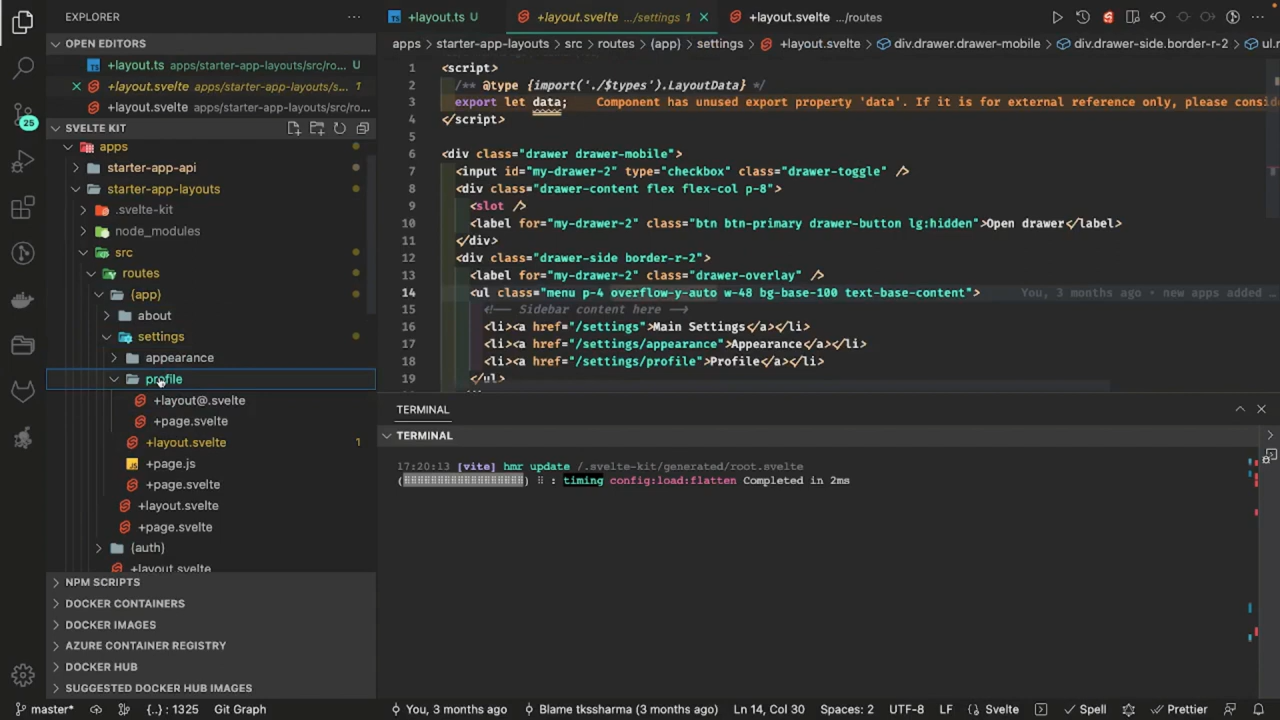 EXPLORER
OPEN EDITORS
+layout.ts apps/starter-app-layouts/src/ro... U
+layout.svelte apps/starter-app-layouts/s... 1
+layout.svelte apps/starter-app-layouts/src/ro...
SVELTE KIT
apps
starter-app-api
starter-app-layouts
.svelte-kit
node_modules
src
routes
(app)
about
settings
appearance
profile
+layout@.svelte
+page.svelte
+layout.svelte 1
+page.js
+page.svelte
+layout.svelte
+page.svelte
(auth)
+layout.svelte
NPM SCRIPTS
DOCKER CONTAINERS
DOCKER IMAGES
AZURE CONTAINER REGISTRY
DOCKER HUB
SUGGESTED DOCKER HUB IMAGES
25
+layout.ts U +layout.svelte .../settings 1 +layout.svelte .../routes
apps > starter-app-layouts > src > routes > (app) > settings > +layout.svelte > div.drawer.drawer-mobile > div.drawer-side.border-r-2 > ul.m
1 <script>
2 /** @type {import('./$types').LayoutData} */
3 export let data; Component has unused export property 'data'. If it is for external reference only, please consid
4 </script>
5
6 <div class="drawer drawer-mobile">
7 <input id="my-drawer-2" type="checkbox" class="drawer-toggle" />
8 <div class="drawer-content flex flex-col p-8">
9 <slot />
10 <label for="my-drawer-2" class="btn btn-primary drawer-button lg:hidden">Open drawer</label>
11 </div>
12 <div class="drawer-side border-r-2">
13 <label for="my-drawer-2" class="drawer-overlay" />
14 <ul class="menu p-4 overflow-y-auto w-48 bg-base-100 text-base-content"> You, 3 months ago • new apps added ...
15 <!-- Sidebar content here -->
16 <li><a href="/settings">Main Settings</a></li>
17 <li><a href="/settings/appearance">Appearance</a></li>
18 <li><a href="/settings/profile">Profile</a></li>
19 </ul>
TERMINAL
TERMINAL
17:20:13 [vite] hmr update /.svelte-kit/generated/root.svelte
timing config:load:flatten Completed in 2ms
master* {..} : 1325 Git Graph You, 3 months ago Blame tkssharma (3 months ago) Ln 14, Col 30 Spaces: 2 UTF-8 LF {} Svelte Spell Prettier